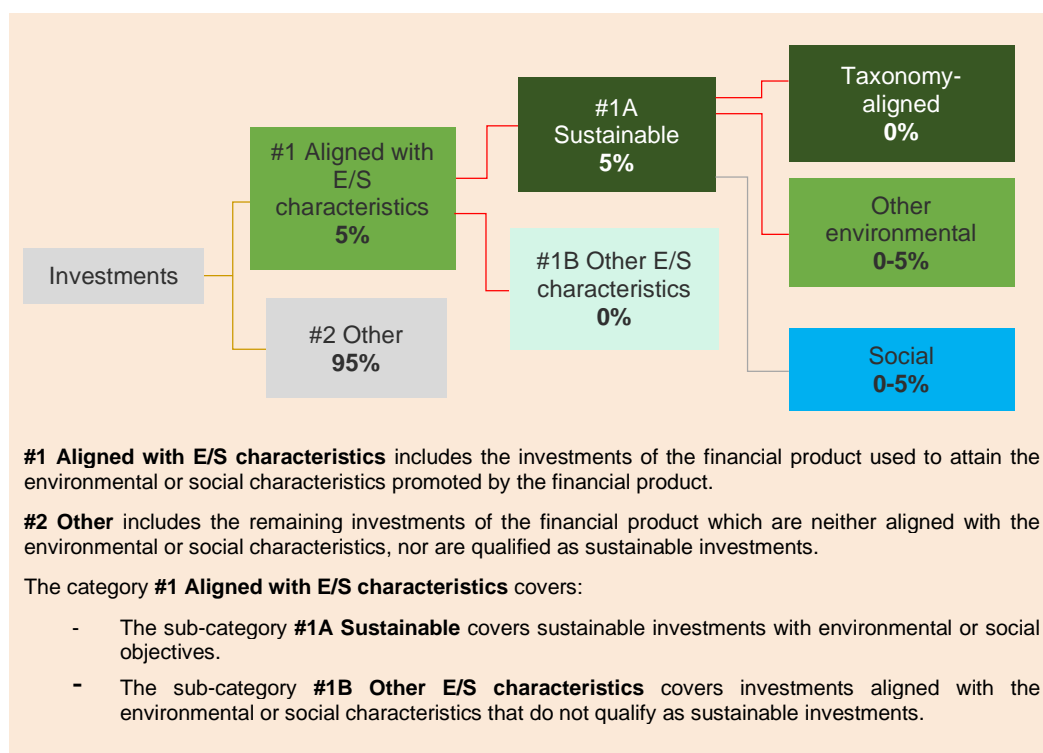 Investments
#1 Aligned with
E/S
characteristics
5%
#2 Other
95%
#1A
Sustainable
5%
#1B Other E/S
characteristics
0%
Taxonomy-
aligned
0%
Other
environmental
0-5%
Social
0-5%
#1 Aligned with E/S characteristics includes the investments of the financial product used to attain the
environmental or social characteristics promoted by the financial product.
#2 Other includes the remaining investments of the financial product which are neither aligned with the
environmental or social characteristics, nor are qualified as sustainable investments.
The category #1 Aligned with E/S characteristics covers:
- The sub-category #1A Sustainable covers sustainable investments with environmental or social
objectives.
- The sub-category #1B Other E/S characteristics covers investments aligned with the
environmental or social characteristics that do not qualify as sustainable investments.